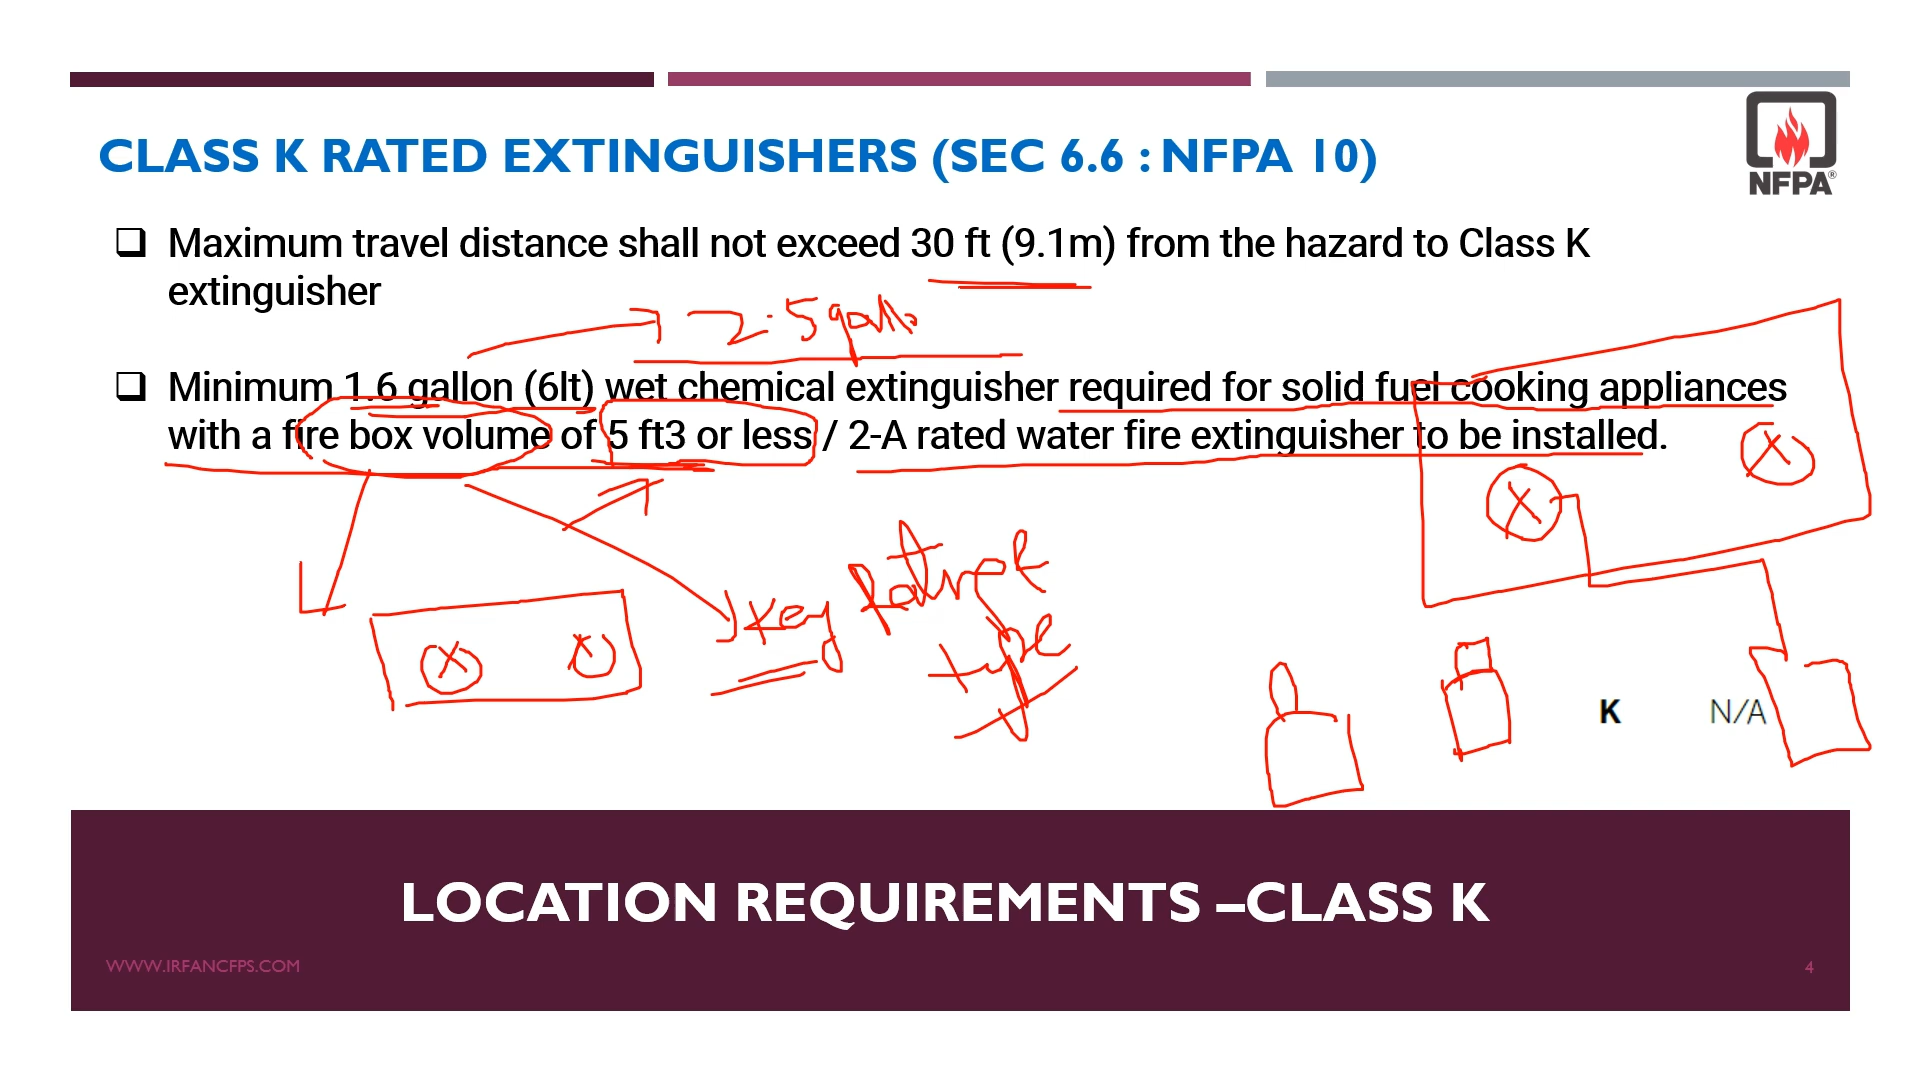 CLASS K RATED EXTINGUISHERS (SEC 6.6 : NFPA 10)
NFPA®
Maximum travel distance shall not exceed 30 ft (9.1m) from the hazard to Class K
extinguisher
2.5 gallo
Minimum 1.6 gallon (6lt) wet chemical extinguisher required for solid fuel cooking appliances
with a fire box volume of 5 ft3 or less / 2-A rated water fire extinguisher to be installed.
Key
type
K N/A
LOCATION REQUIREMENTS –CLASS K
WWW.IRFANCFPS.COM
4